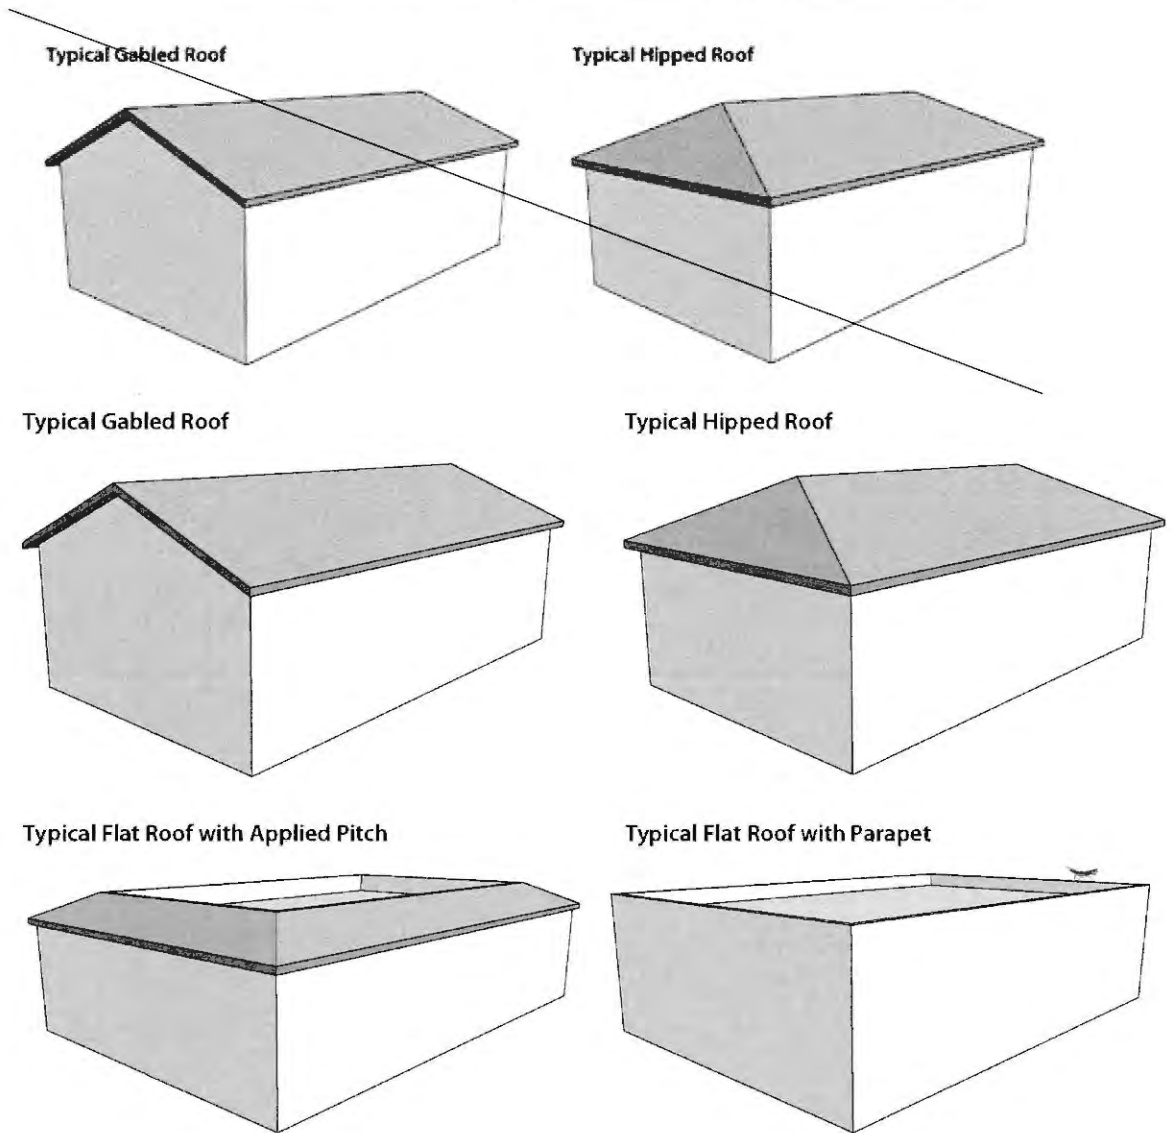 Typical Gabled Roof
Typical Hipped Roof
Typical Gabled Roof
Typical Hipped Roof
Typical Flat Roof with Applied Pitch
Typical Flat Roof with Parapet